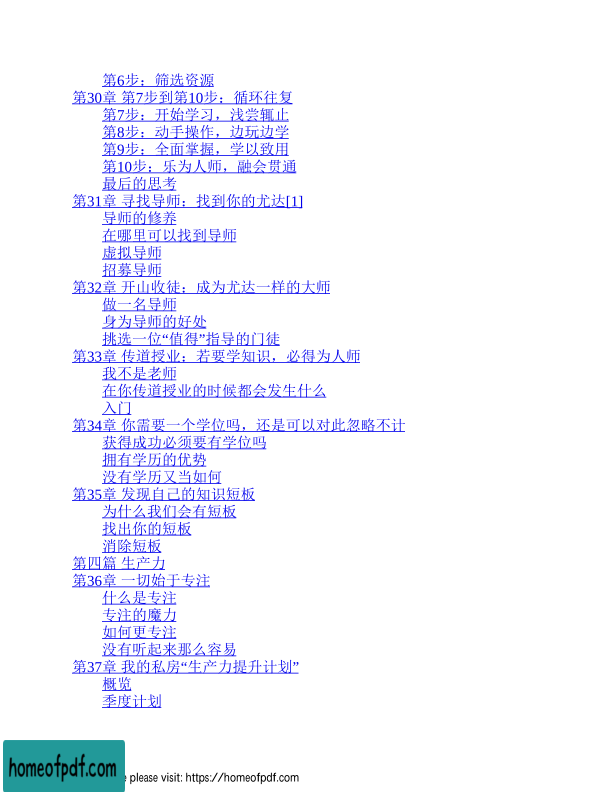 第6步：筛选资源
第30章 第7步到第10步：循环往复
第7步：开始学习，浅尝辄止
第8步：动手操作，边玩边学
第9步：全面掌握，学以致用
第10步：乐为人师，融会贯通
最后的思考
第31章 寻找导师：找到你的尤达[1]
导师的修养
在哪里可以找到导师
虚拟导师
招募导师
第32章 开山收徒：成为尤达一样的大师
做一名导师
身为导师的好处
挑选一位“值得”指导的门徒
第33章 传道授业：若要学知识，必得为人师
我不是老师
在你传道授业的时候都会发生什么
入门
第34章 你需要一个学位吗，还是可以对此忽略不计
获得成功必须要有学位吗
拥有学历的优势
没有学历又当如何
第35章 发现自己的知识短板
为什么我们会有短板
找出你的短板
消除短板
第四篇 生产力
第36章 一切始于专注
什么是专注
专注的魔力
如何更专注
没有听起来那么容易
第37章 我的私房“生产力提升计划”
概览
季度计划
homeofpdf.com
please visit: https://homeofpdf.com